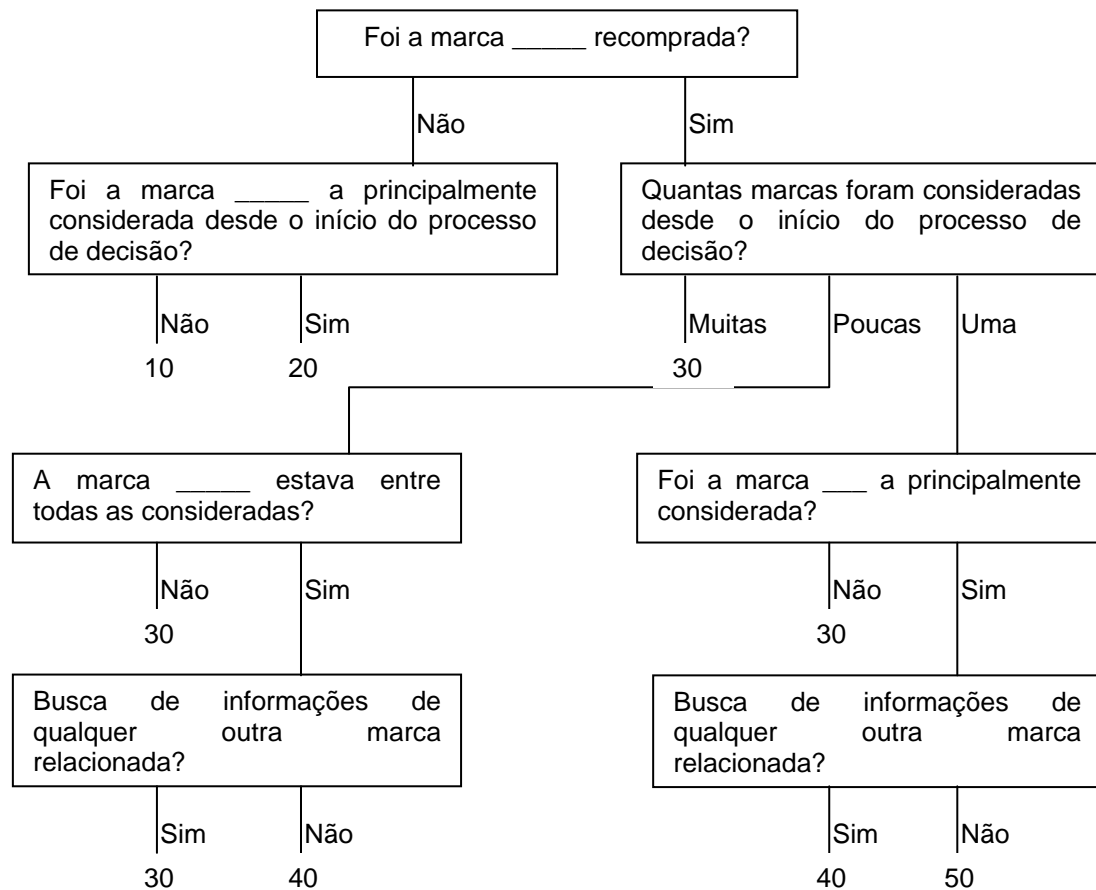 Foi a marca _____ recomprada?
Não
Sim
Foi a marca _____ a principalmente
considerada desde o início do processo
de decisão?
Quantas marcas foram consideradas
desde o início do processo de
decisão?
Não
Sim
Muitas
Poucas
Uma
10
20
30
A marca _____ estava entre
todas as consideradas?
Foi a marca ___ a principalmente
considerada?
Não
Sim
Não
Sim
30
30
Busca de informações de
qualquer outra marca
relacionada?
Busca de informações de
qualquer outra marca
relacionada?
Sim
Não
Sim
Não
30
40
40
50